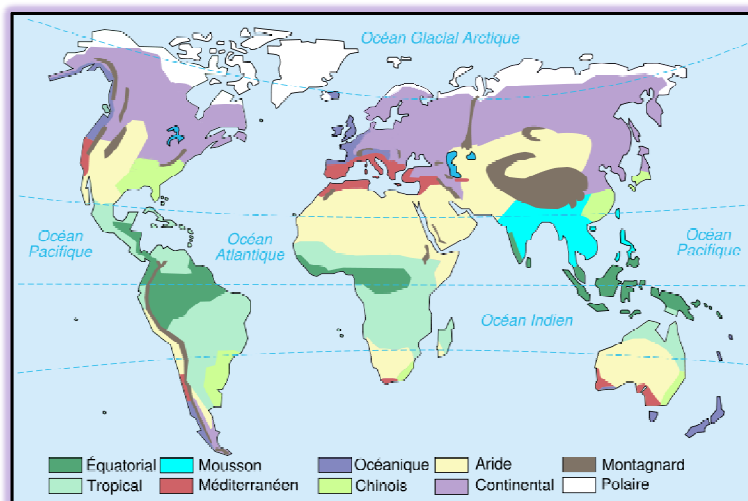 Océan Glacial Arctique
Océan
Pacifique
Océan
Atlantique
Océan
Pacifique
Océan Indien
Équatorial
Mousson
Océanique
Aride
Montagnard
Tropical
Méditerranéen
Chinois
Continental
Polaire